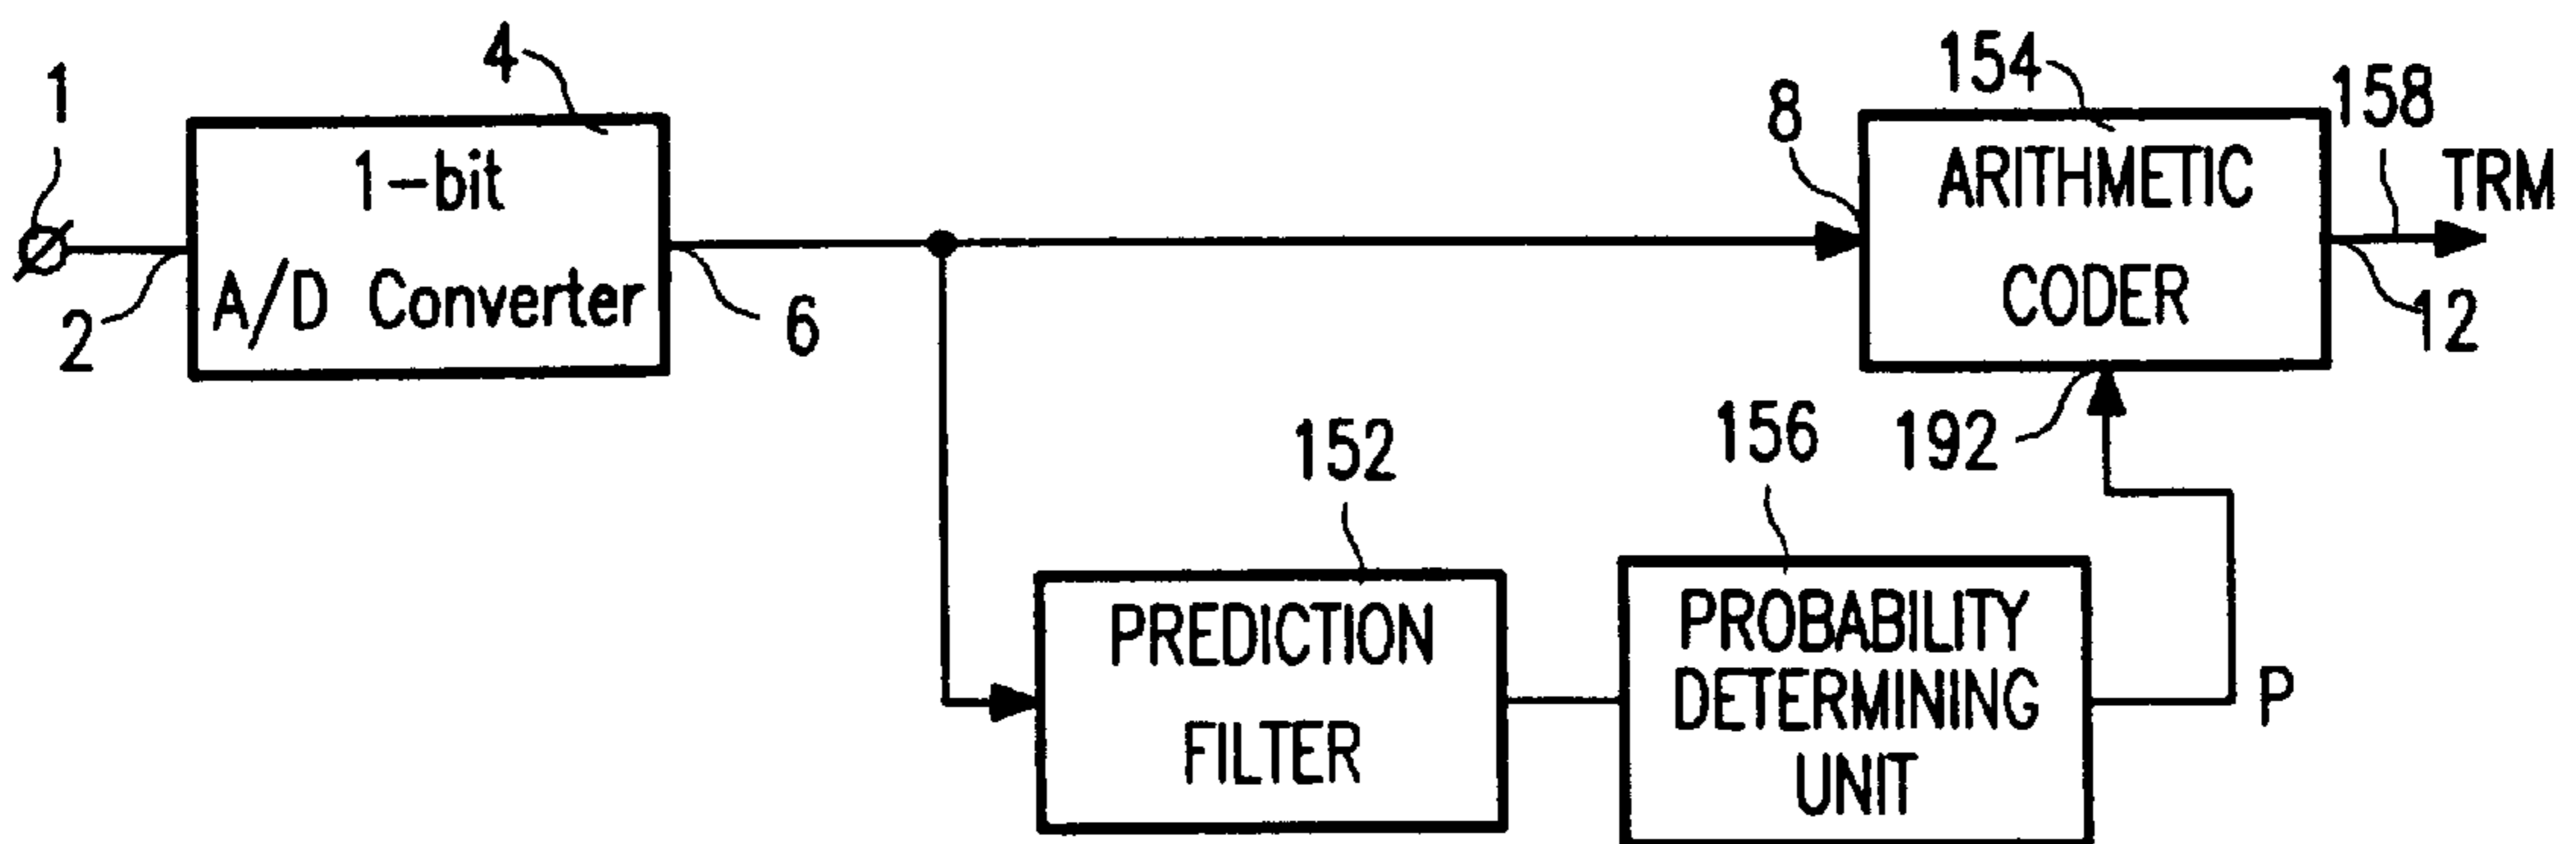 1
2
4
1-bit
A/D Converter
6
8
154
ARITHMETIC
CODER
158
TRM
12
192
152
PREDICTION
FILTER
156
PROBABILITY
DETERMINING
UNIT
P